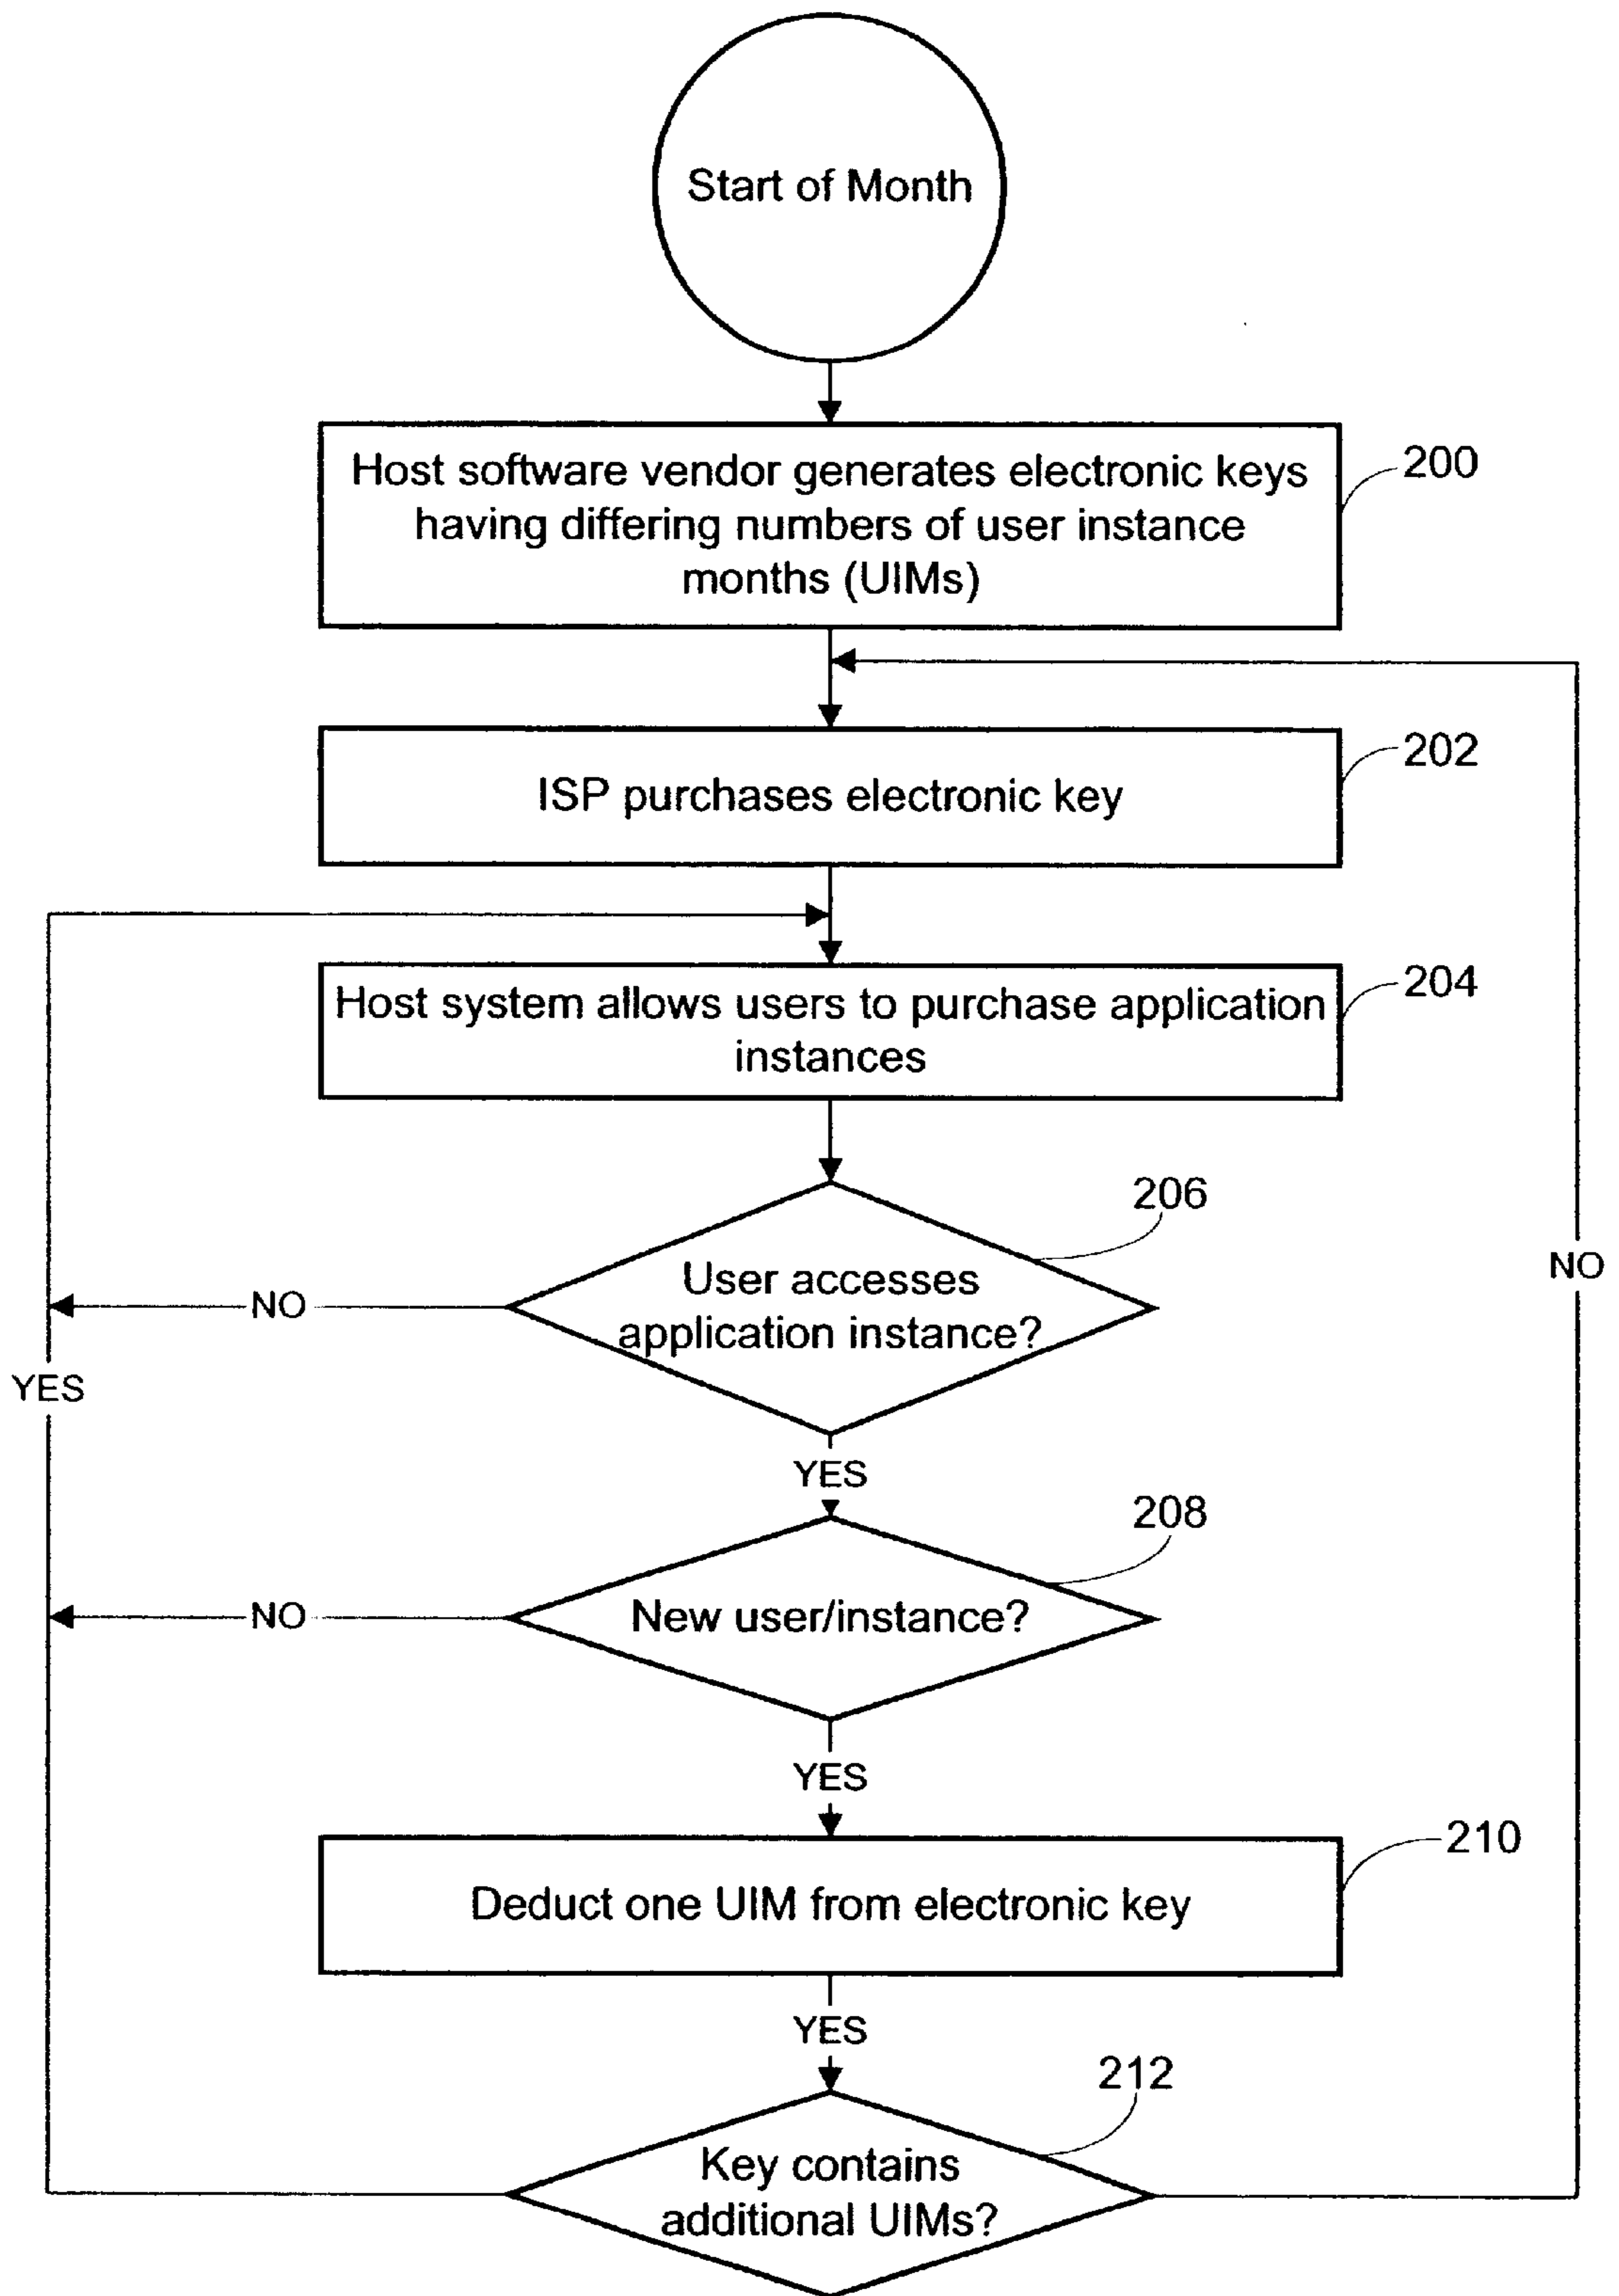 Start of Month
Host software vendor generates electronic keys
having differing numbers of user instance
months (UIMs)
200
ISP purchases electronic key
202
Host system allows users to purchase application
instances
204
206
User accesses
application instance?
NO
NO
YES
YES
208
New user/instance?
NO
YES
Deduct one UIM from electronic key
210
YES
212
Key contains
additional UIMs?